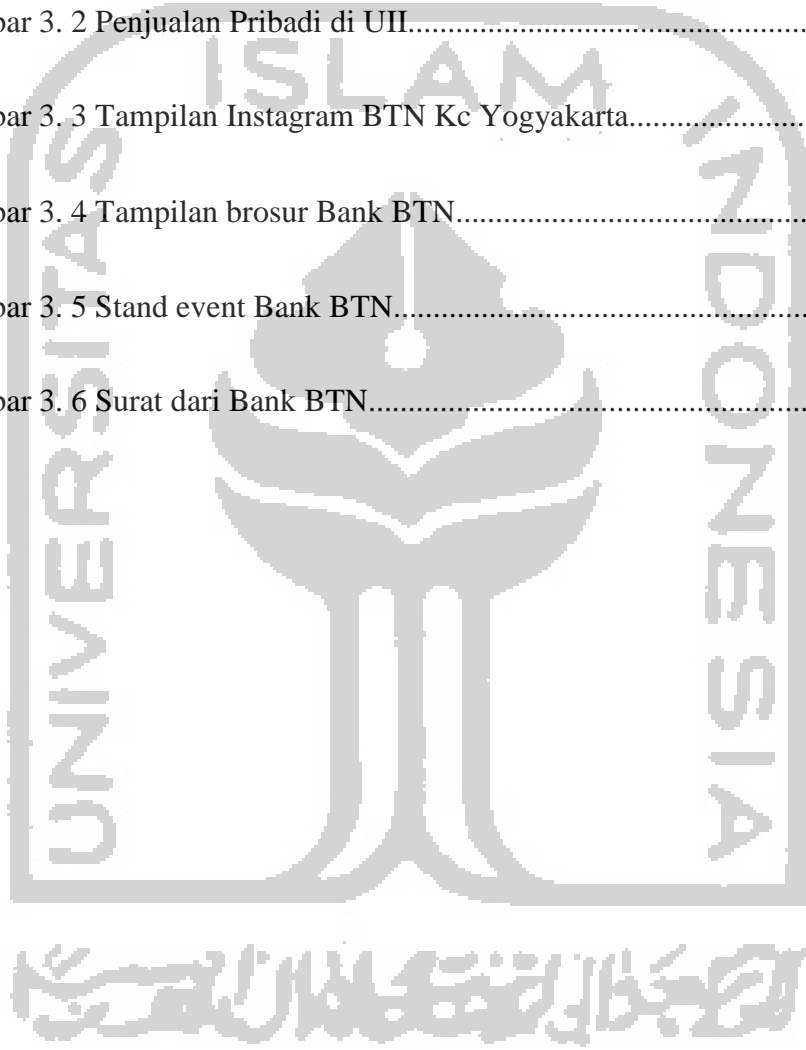 bar 3. 2 Penjualan Pribadi di UII
bar 3. 3 Tampilan Instagram BTN Kc Yogyakarta
bar 3. 4 Tampilan brosur Bank BTN
bar 3. 5 Stand event Bank BTN
bar 3. 6 Surat dari Bank BTN
UNIVERSITAS ISLAM INDONESIA